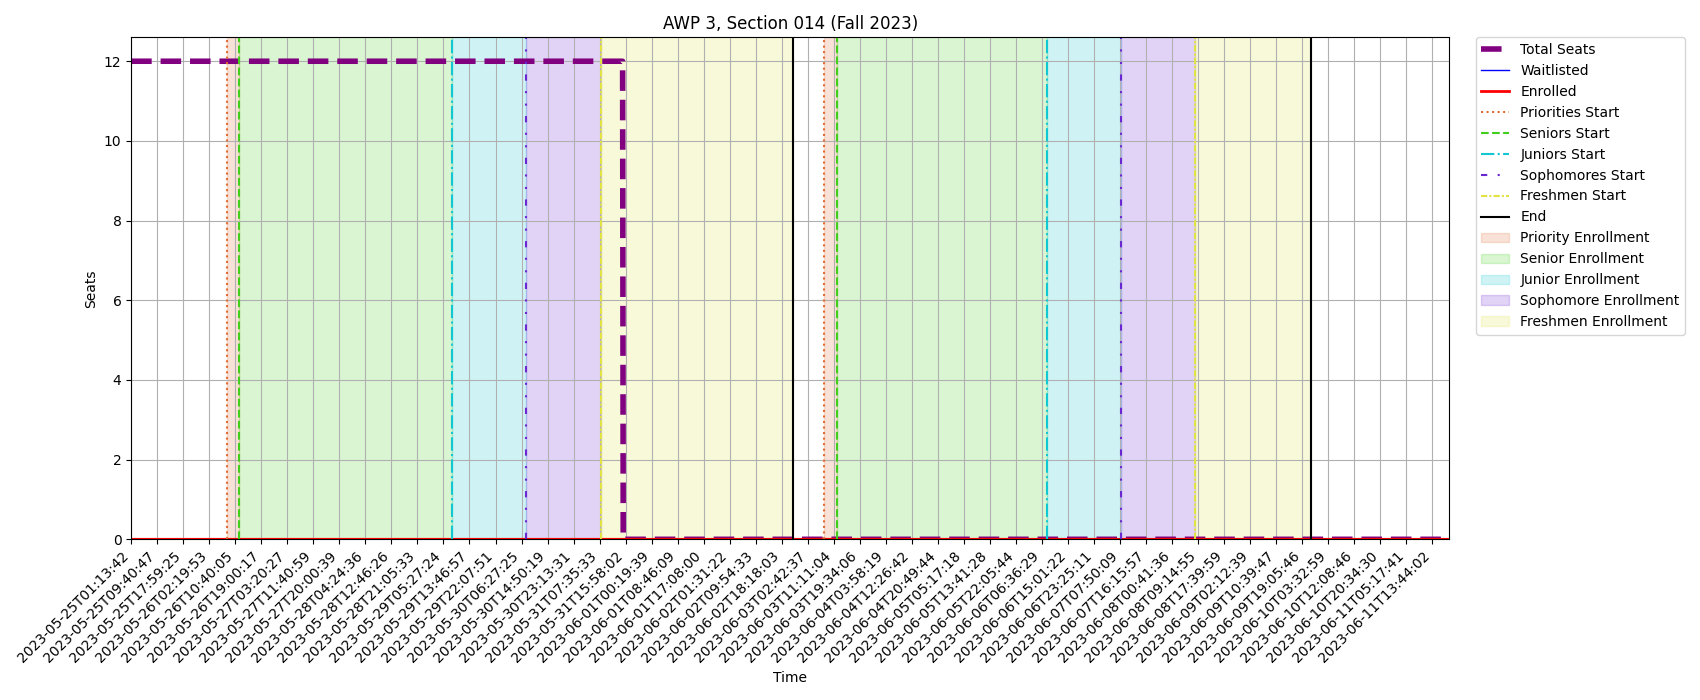 AWP 3, Section 014 (Fall 2023)
Seats
12
10
8
6
4
2
0
2023-05-25T01:13:42
2023-05-25T09:40:47
2023-05-25T17:59:25
2023-05-26T02:19:53
2023-05-26T10:40:05
2023-05-26T19:00:17
2023-05-27T03:20:27
2023-05-27T11:40:59
2023-05-27T20:00:39
2023-05-28T04:24:36
2023-05-28T12:46:26
2023-05-28T21:05:33
2023-05-29T05:27:24
2023-05-29T13:46:57
2023-05-29T22:07:51
2023-05-30T06:27:25
2023-05-30T14:50:19
2023-05-30T23:13:31
2023-05-31T07:35:33
2023-05-31T15:58:02
2023-06-01T00:19:39
2023-06-01T08:46:09
2023-06-01T17:08:00
2023-06-02T01:31:22
2023-06-02T09:54:33
2023-06-02T18:18:03
2023-06-03T02:42:37
2023-06-03T11:11:04
2023-06-03T19:34:06
2023-06-04T03:58:19
2023-06-04T12:26:42
2023-06-04T20:49:44
2023-06-05T05:17:18
2023-06-05T13:41:28
2023-06-05T22:05:44
2023-06-06T06:36:29
2023-06-06T15:01:22
2023-06-06T23:25:11
2023-06-07T07:50:09
2023-06-07T16:15:57
2023-06-08T00:41:36
2023-06-08T09:14:55
2023-06-08T17:39:59
2023-06-09T02:12:39
2023-06-09T10:39:47
2023-06-09T19:05:46
2023-06-10T03:32:59
2023-06-10T12:08:46
2023-06-10T20:34:30
2023-06-11T05:17:41
2023-06-11T13:44:02
Time
Total Seats
Waitlisted
Enrolled
Priorities Start
Seniors Start
Juniors Start
Sophomores Start
Freshmen Start
End
Priority Enrollment
Senior Enrollment
Junior Enrollment
Sophomore Enrollment
Freshmen Enrollment